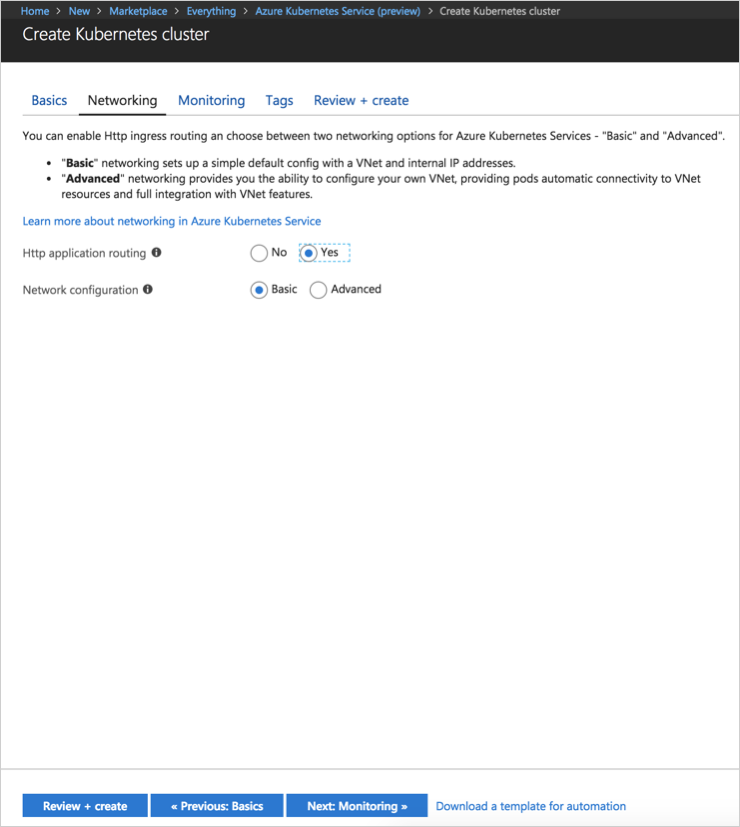 Home > New > Marketplace > Everything > Azure Kubernetes Service (preview) > Create Kubernetes cluster
Create Kubernetes cluster
Basics Networking Monitoring Tags Review + create
You can enable Http ingress routing an choose between two networking options for Azure Kubernetes Services - "Basic" and "Advanced".
• "Basic" networking sets up a simple default config with a VNet and internal IP addresses.
• "Advanced" networking provides you the ability to configure your own VNet, providing pods automatic connectivity to VNet
resources and full integration with VNet features.
Learn more about networking in Azure Kubernetes Service
Http application routing No Yes
Network configuration Basic Advanced
Review + create « Previous: Basics Next: Monitoring » Download a template for automation